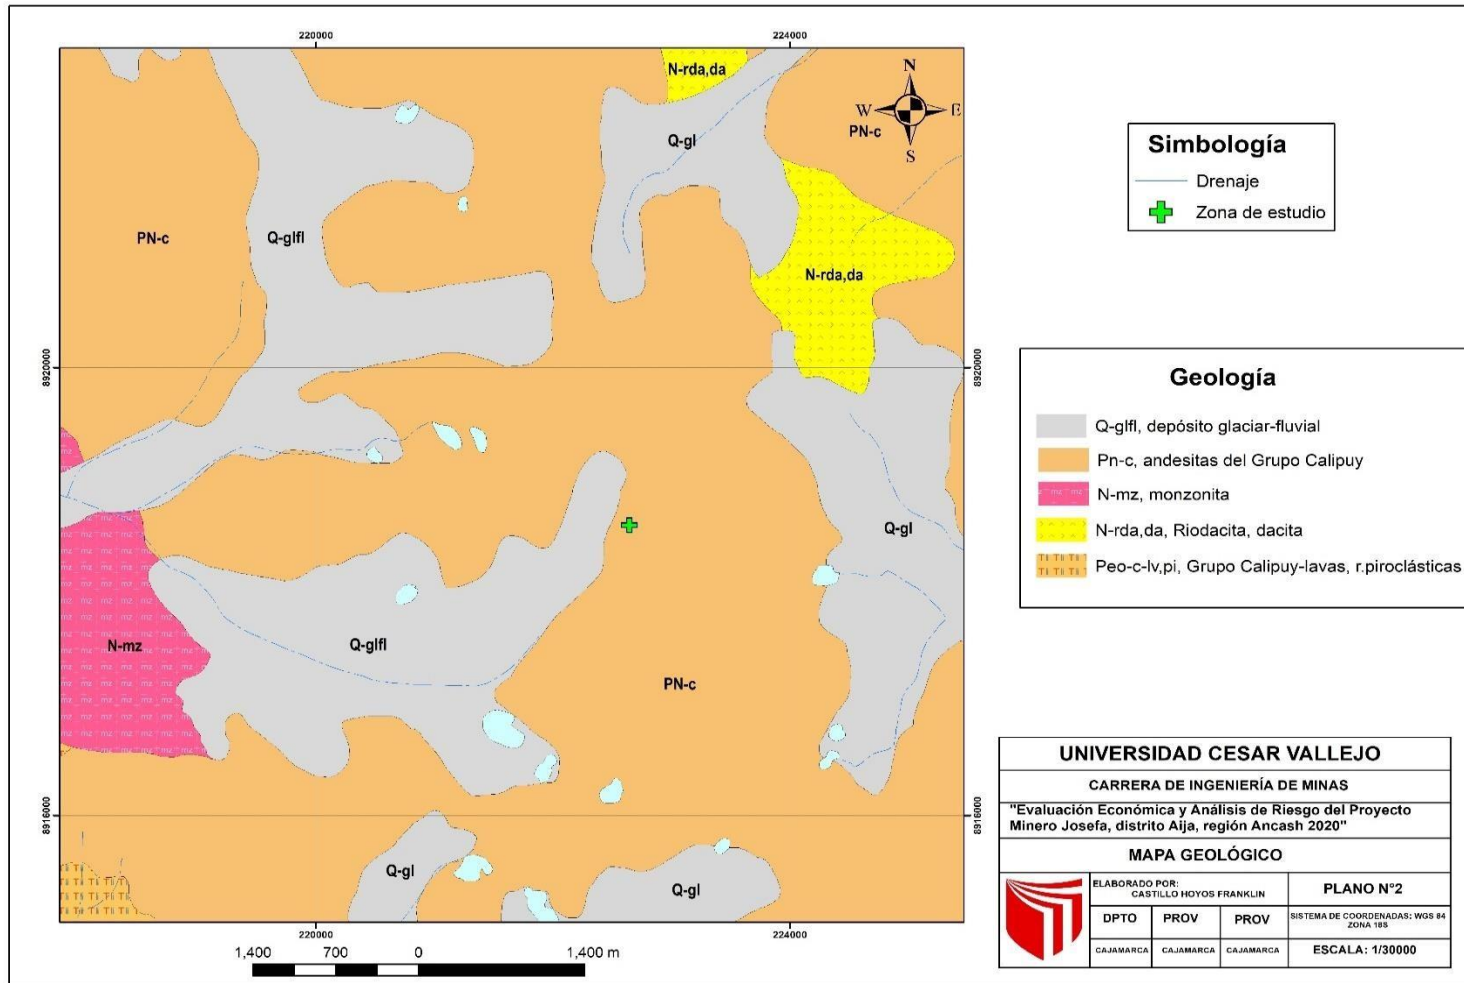 220000
224000
N-rda,da
N
W
E
S
PN-c
Q-gl
PN-c
Q-glfl
N-rda,da
8920000
8920000
Q-gl
N-mz
Q-glfl
PN-c
8916000
8916000
Q-gl
Q-gl
220000
224000
1,400
700
0
1,400 m
Simbología
Drenaje
Zona de estudio
Geología
Q-glfl, depósito glaciar-fluvial
Pn-c, andesitas del Grupo Calipuy
N-mz, monzonita
N-rda,da, Riodacita, dacita
Peo-c-lv,pi, Grupo Calipuy-lavas, r.piroclásticas
UNIVERSIDAD CESAR VALLEJO
CARRERA DE INGENIERÍA DE MINAS
"Evaluación Económica y Análisis de Riesgo del Proyecto
Minero Josefa, distrito Aija, región Ancash 2020"
MAPA GEOLÓGICO
ELABORADO POR:
CASTILLO HOYOS FRANKLIN
PLANO N°2
DPTO
PROV
PROV
SISTEMA DE COORDENADAS: WGS 84
ZONA 18S
CAJAMARCA
CAJAMARCA
CAJAMARCA
ESCALA: 1/30000